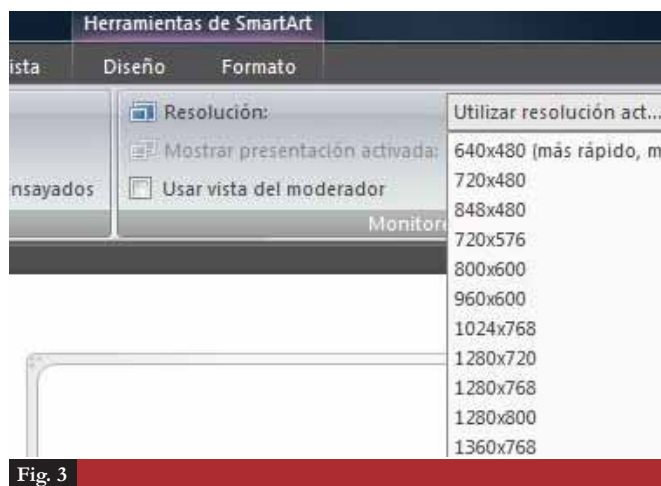 Herramientas de SmartArt
ista Diseño Formato
Resolución: Utilizar resolución act...
Mostrar presentación activada: 640x480 (más rápido, m
nsayados Usar vista del moderador 720x480
848x480
Monitore
720x576
800x600
960x600
1024x768
1280x720
1280x768
1280x800
1360x768
Fig. 3